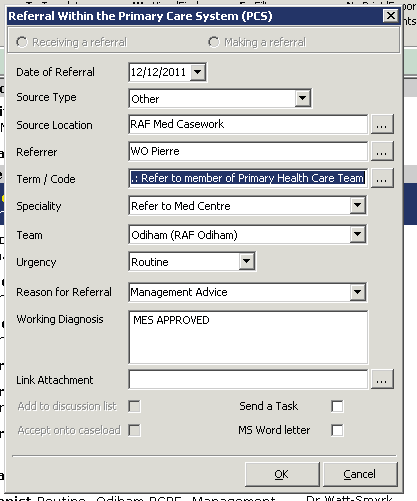 Referral Within the Primary Care System (PCS)
Receiving a referral Making a referral
Date of Referral 12/12/2011
Source Type Other
Source Location RAF Med Casework ...
Referrer WO Pierre ...
Term / Code .: Refer to member of Primary Health Care Team ...
Speciality Refer to Med Centre
Team Odiham (RAF Odiham)
Urgency Routine
Reason for Referral Management Advice
Working Diagnosis MES APPROVED
Link Attachment ...
Add to discussion list Send a Task
Accept onto caseload MS Word letter
OK Cancel
Routine Odiham PCRF Management Dr Watt-Smyrk